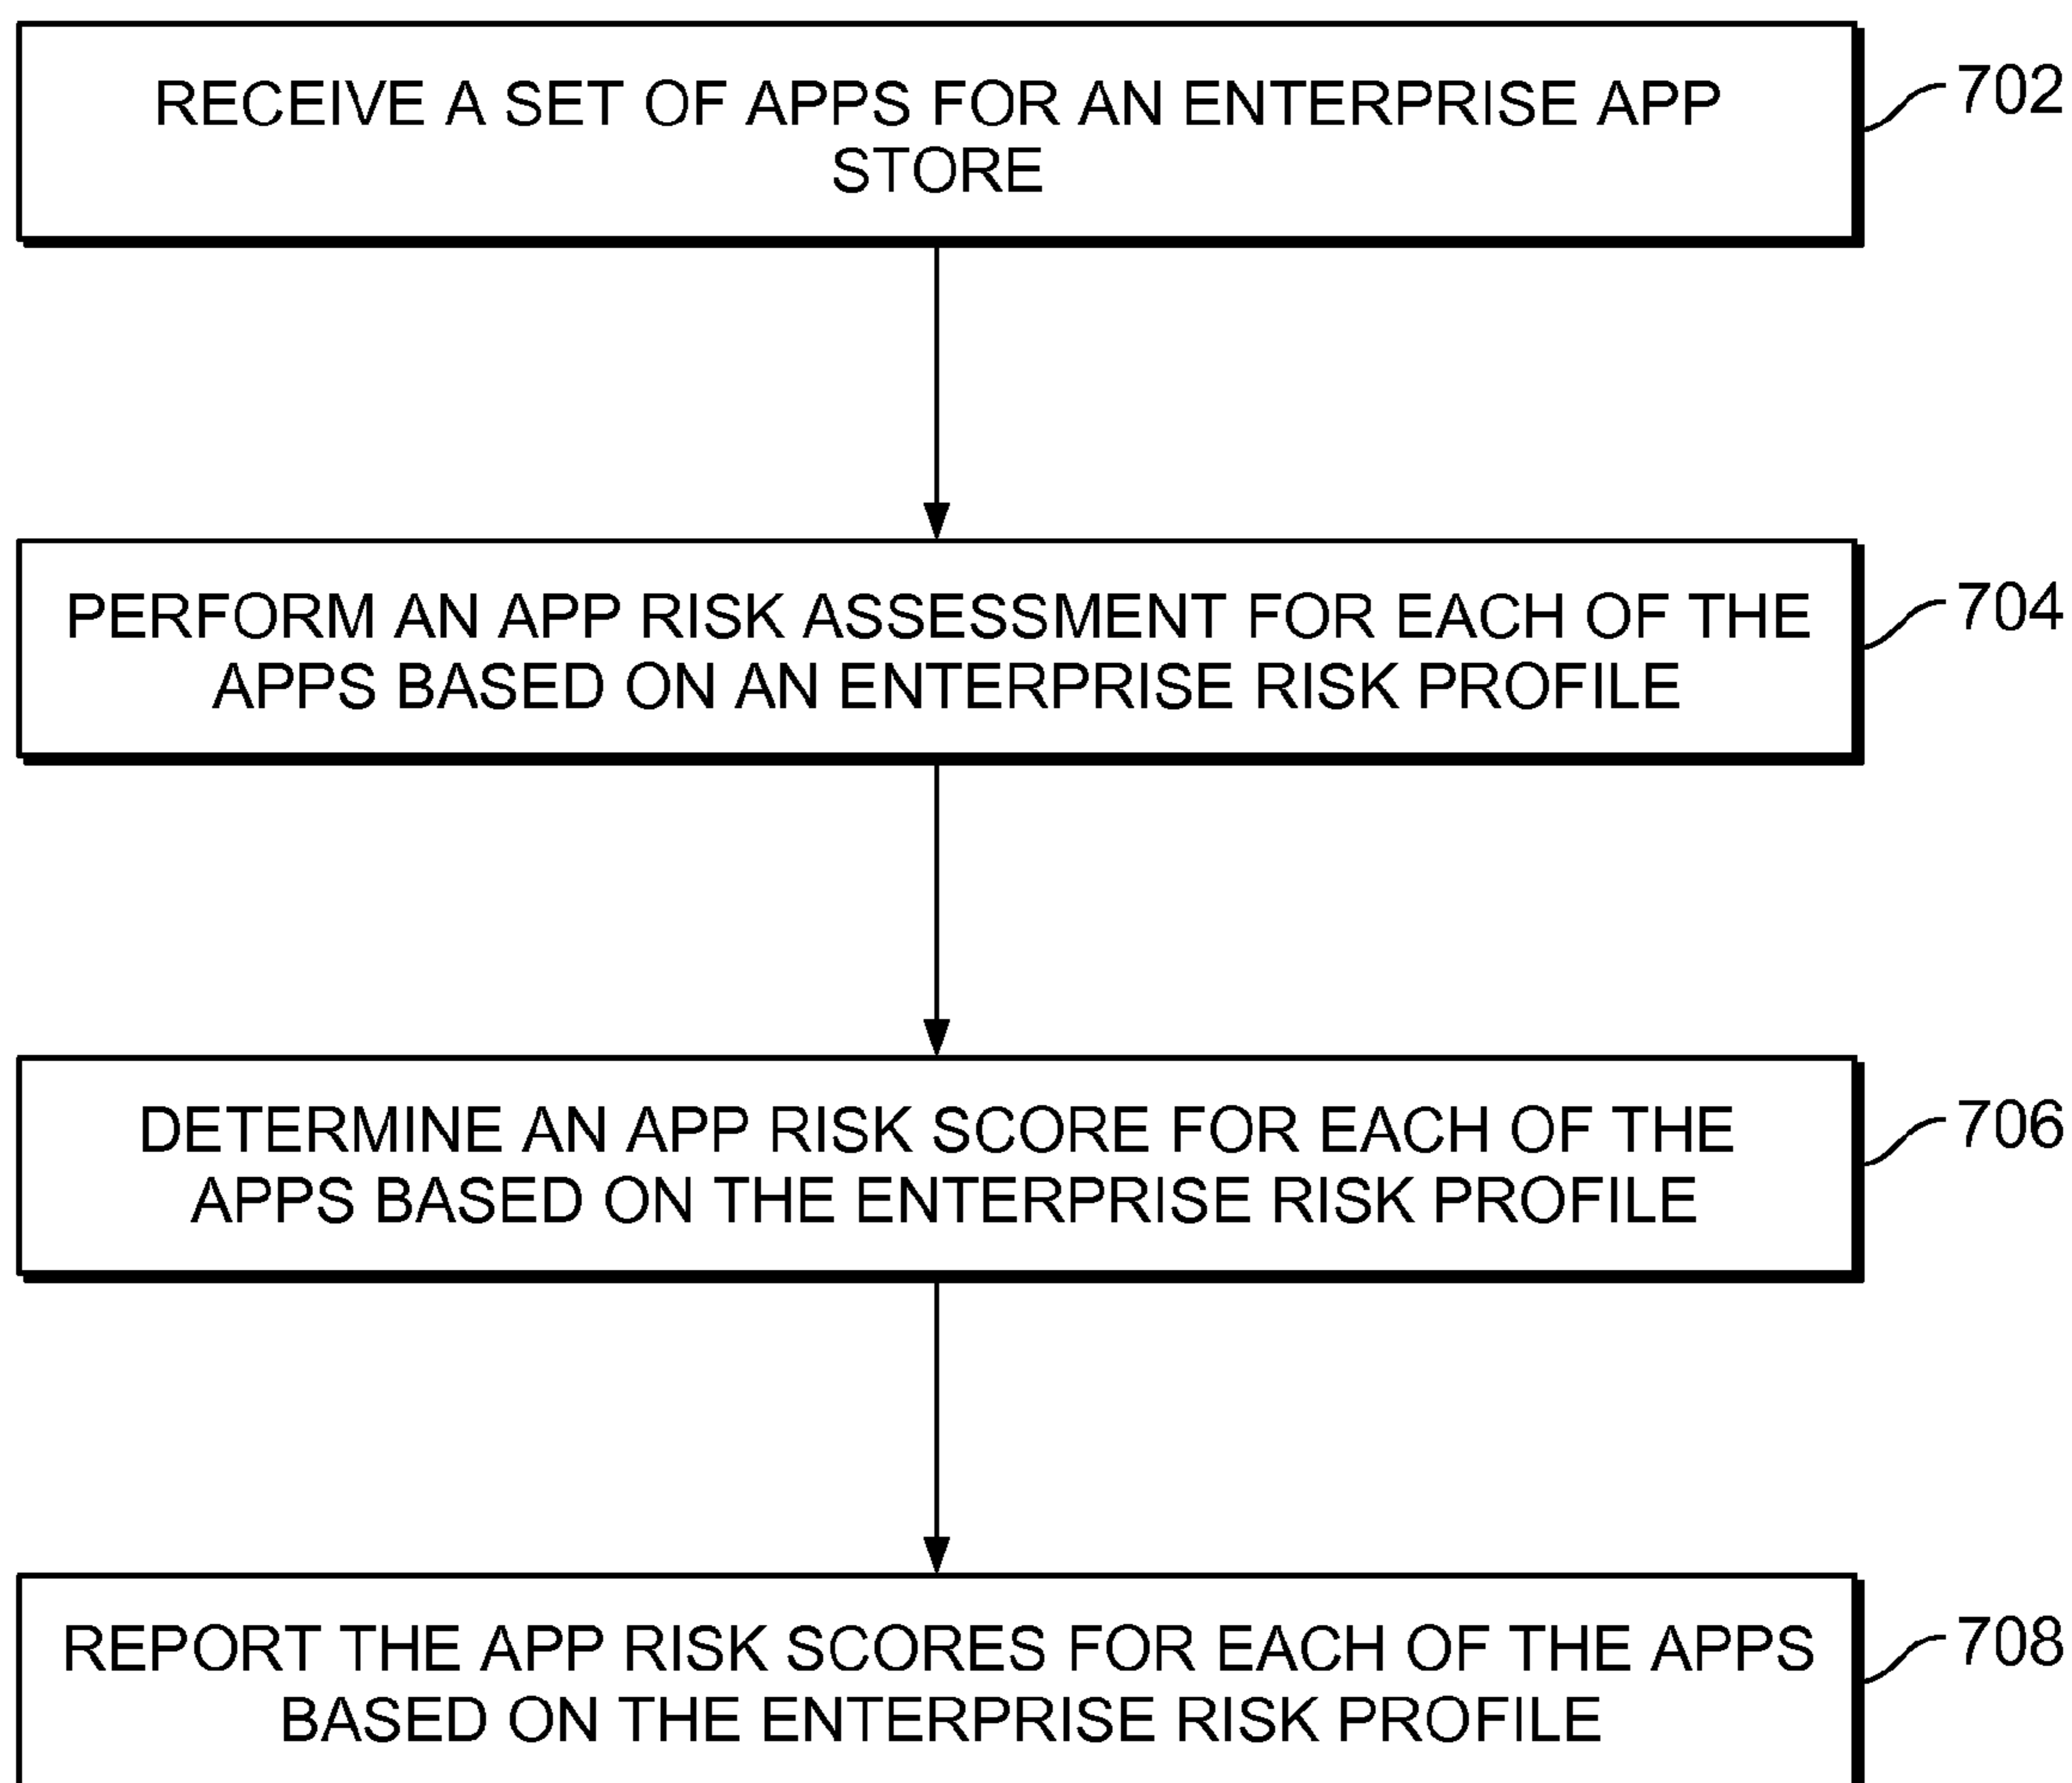 RECEIVE A SET OF APPS FOR AN ENTERPRISE APP
STORE
702
PERFORM AN APP RISK ASSESSMENT FOR EACH OF THE
APPS BASED ON AN ENTERPRISE RISK PROFILE
704
DETERMINE AN APP RISK SCORE FOR EACH OF THE
APPS BASED ON THE ENTERPRISE RISK PROFILE
706
REPORT THE APP RISK SCORES FOR EACH OF THE APPS
BASED ON THE ENTERPRISE RISK PROFILE
708